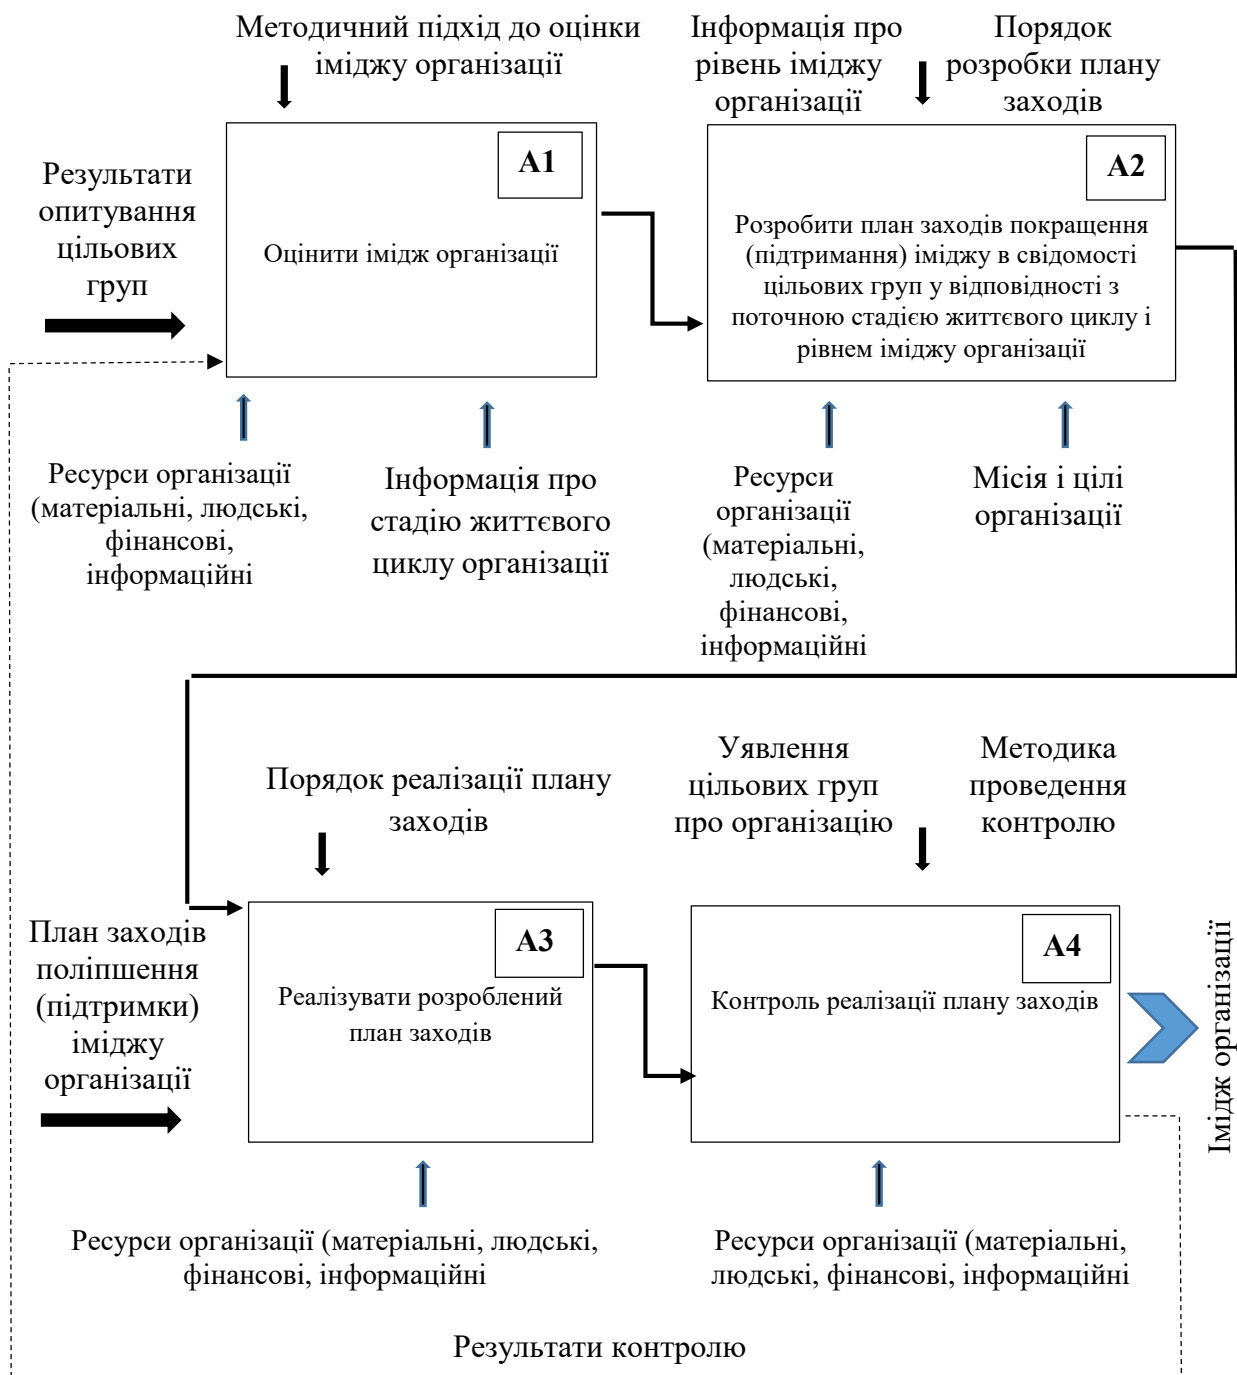 Методичний підхід до оцінки
іміджу організації
Інформація про
рівень іміджу
організації
Порядок
розробки плану
заходів
А1
Результати
опитування
цільових
груп
Оцінити імідж організації
А2
Розробити план заходів покращення
(підтримання) іміджу в свідомості
цільових груп у відповідності з
поточною стадією життєвого циклу і
рівнем іміджу організації
Ресурси організації
(матеріальні, людські,
фінансові,
інформаційні
Інформація про
стадію життєвого
циклу організації
Ресурси
організації
(матеріальні,
людські,
фінансові,
інформаційні
Місія і цілі
організації
Порядок реалізації плану
заходів
Уявлення
цільових груп
про організацію
Методика
проведення
контролю
План заходів
поліпшення
(підтримки)
іміджу
організації
А3
Реалізувати розроблений
план заходів
А4
Контроль реалізації плану заходів
Імідж організації
Ресурси організації (матеріальні, людські,
фінансові, інформаційні
Ресурси організації (матеріальні,
людські, фінансові, інформаційні
Результати контролю